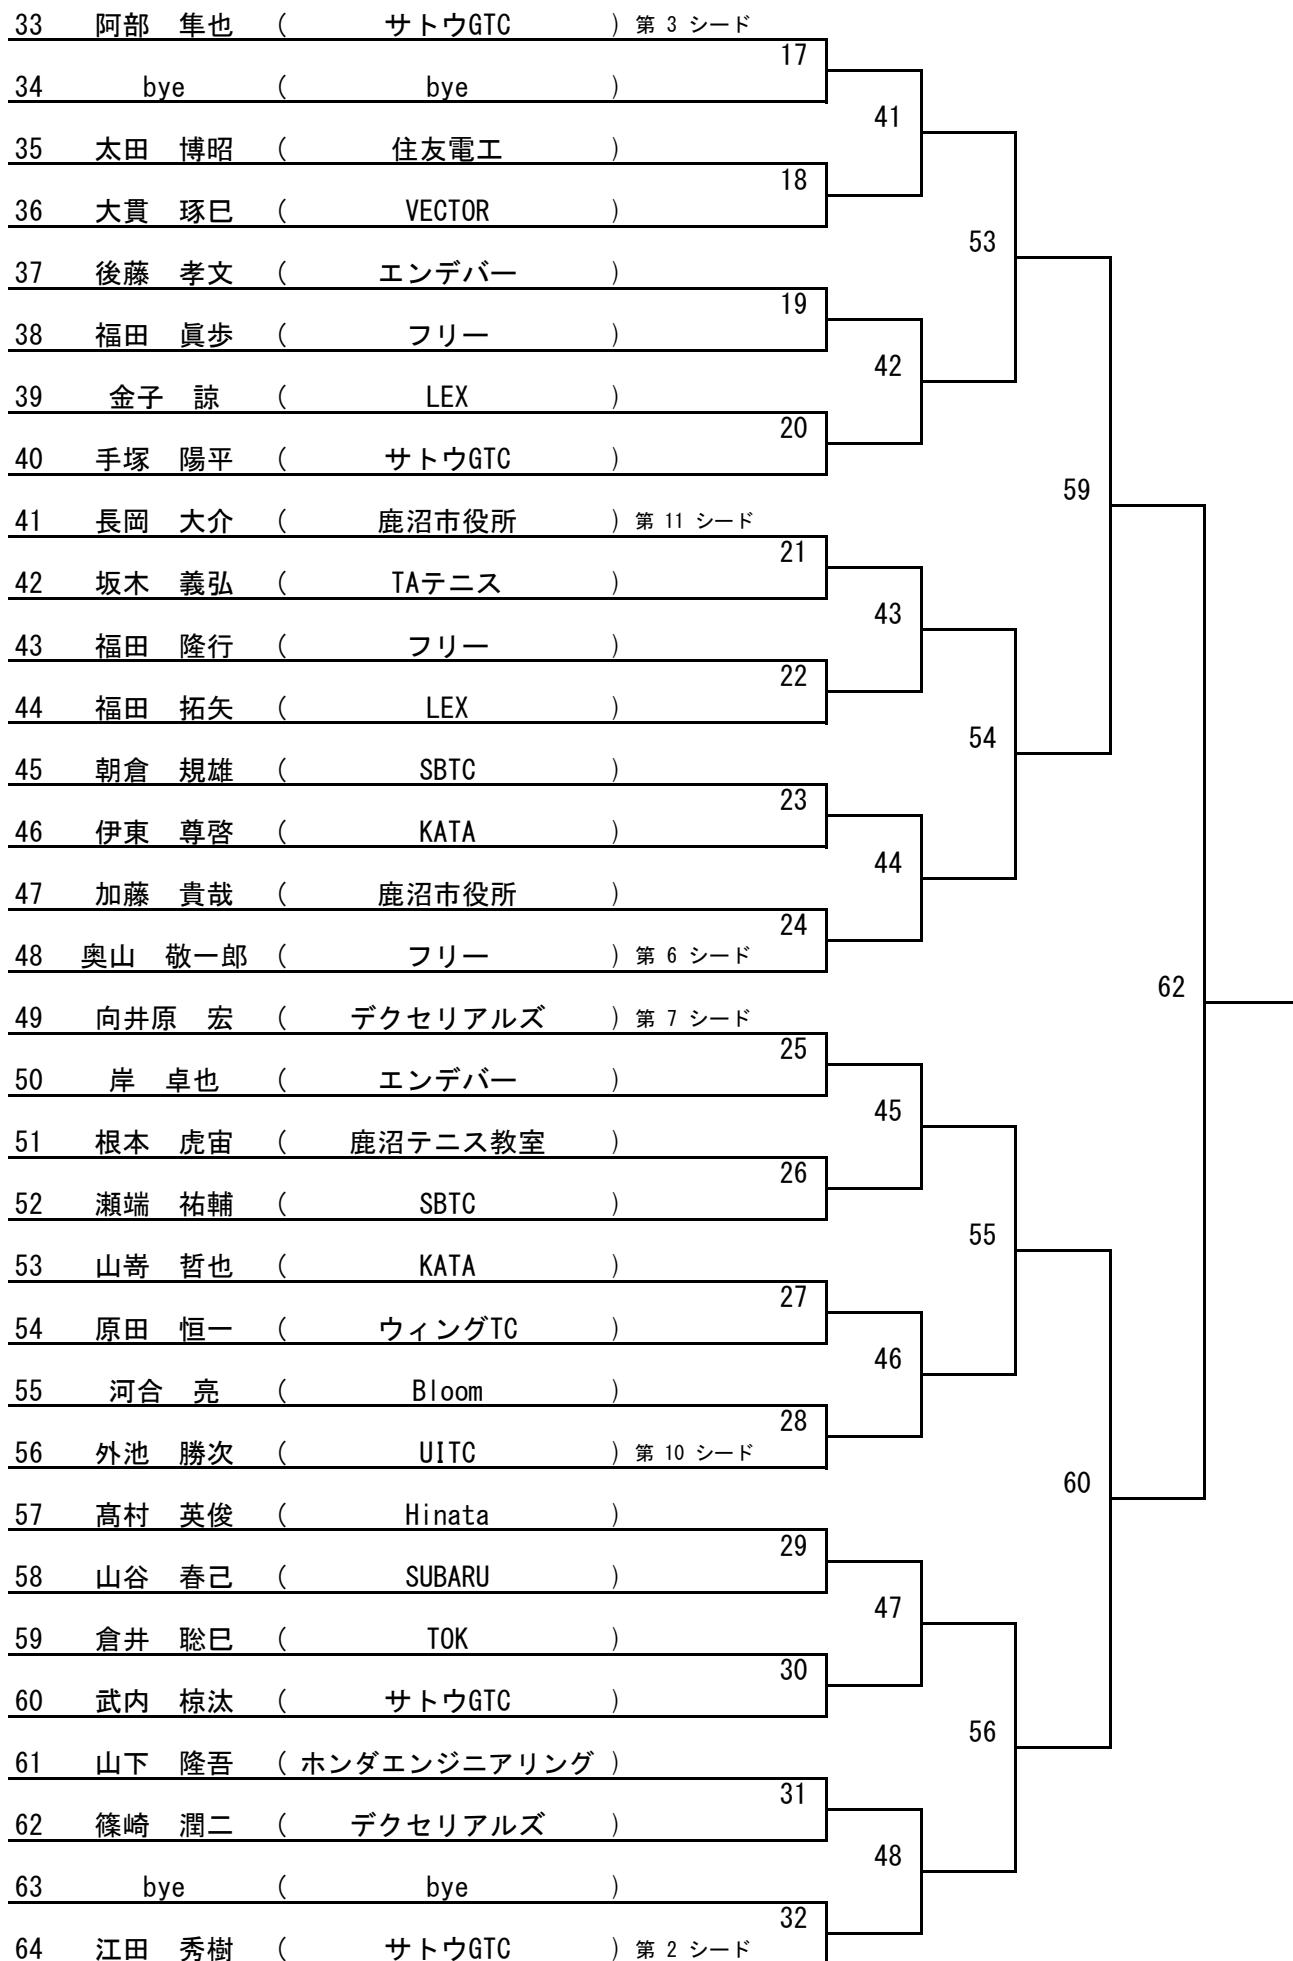 33 阿部 隼也 ( サトウGTC ) 第 3 シード
17
34 bye ( bye )
41
35 太田 博昭 ( 住友電工 )
18
36 大貫 琢巳 ( VECTOR )
53
37 後藤 孝文 ( エンデバー )
19
38 福田 眞歩 ( フリー )
42
39 金子 諒 ( LEX )
20
40 手塚 陽平 ( サトウGTC )
59
41 長岡 大介 ( 鹿沼市役所 ) 第 11 シード
21
42 坂木 義弘 ( TAテニス )
43
43 福田 隆行 ( フリー )
22
44 福田 拓矢 ( LEX )
54
45 朝倉 規雄 ( SBTC )
23
46 伊東 尊啓 ( KATA )
44
47 加藤 貴哉 ( 鹿沼市役所 )
24
48 奥山 敬一郎 ( フリー ) 第 6 シード
62
49 向井原 宏 ( デクセリアルズ ) 第 7 シード
25
50 岸 卓也 ( エンデバー )
45
51 根本 虎宙 ( 鹿沼テニス教室 )
26
52 瀬端 祐輔 ( SBTC )
55
53 山嵜 哲也 ( KATA )
27
54 原田 恒一 ( ウィングTC )
46
55 河合 亮 ( Bloom )
28
56 外池 勝次 ( UITC ) 第 10 シード
60
57 髙村 英俊 ( Hinata )
29
58 山谷 春己 ( SUBARU )
47
59 倉井 聡巳 ( TOK )
30
60 武内 椋汰 ( サトウGTC )
56
61 山下 隆吾 ( ホンダエンジニアリング )
31
62 篠崎 潤二 ( デクセリアルズ )
48
63 bye ( bye )
32
64 江田 秀樹 ( サトウGTC ) 第 2 シード